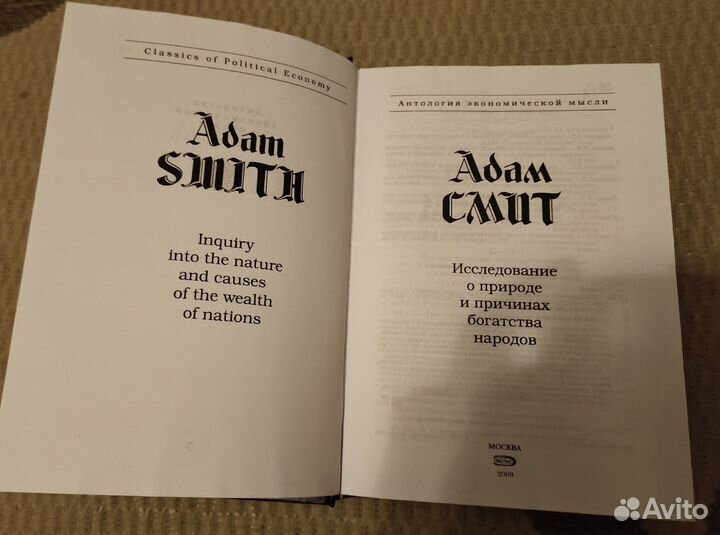 Classics of Political Economy
Adam
SMITH
Inquiry
into the nature
and causes
of the wealth
of nations
Антология экономической мысли
Адам
СМИТ
Исследование
о природе
и причинах
богатства
народов
МОСКВА
ЭКСМО
2009
Avito